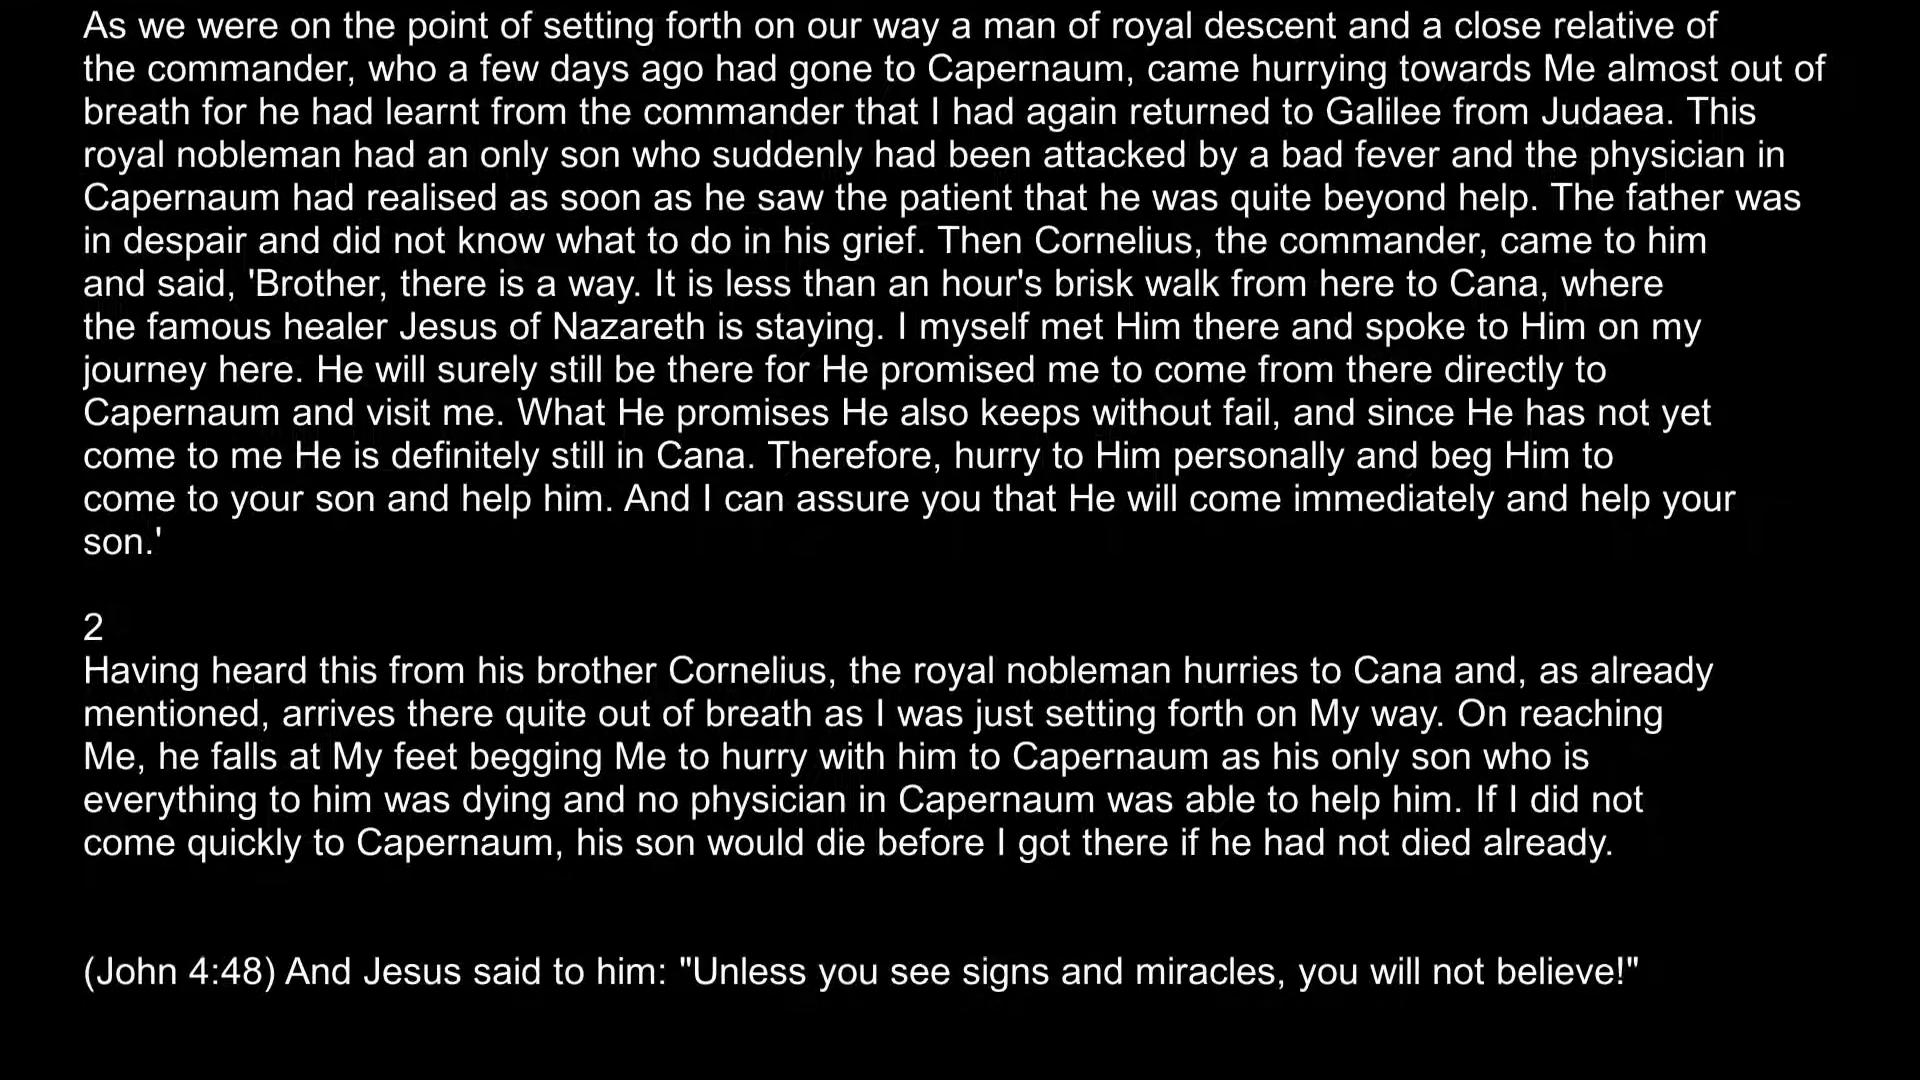 As we were on the point of setting forth on our way a man of royal descent and a close relative of
the commander, who a few days ago had gone to Capernaum, came hurrying towards Me almost out of
breath for he had learnt from the commander that I had again returned to Galilee from Judaea. This
royal nobleman had an only son who suddenly had been attacked by a bad fever and the physician in
Capernaum had realised as soon as he saw the patient that he was quite beyond help. The father was
in despair and did not know what to do in his grief. Then Cornelius, the commander, came to him
and said, 'Brother, there is a way. It is less than an hour's brisk walk from here to Cana, where
the famous healer Jesus of Nazareth is staying. I myself met Him there and spoke to Him on my
journey here. He will surely still be there for He promised me to come from there directly to
Capernaum and visit me. What He promises He also keeps without fail, and since He has not yet
come to me He is definitely still in Cana. Therefore, hurry to Him personally and beg Him to
come to your son and help him. And I can assure you that He will come immediately and help your
son.'
2
Having heard this from his brother Cornelius, the royal nobleman hurries to Cana and, as already
mentioned, arrives there quite out of breath as I was just setting forth on My way. On reaching
Me, he falls at My feet begging Me to hurry with him to Capernaum as his only son who is
everything to him was dying and no physician in Capernaum was able to help him. If I did not
come quickly to Capernaum, his son would die before I got there if he had not died already.
(John 4:48) And Jesus said to him: "Unless you see signs and miracles, you will not believe!"